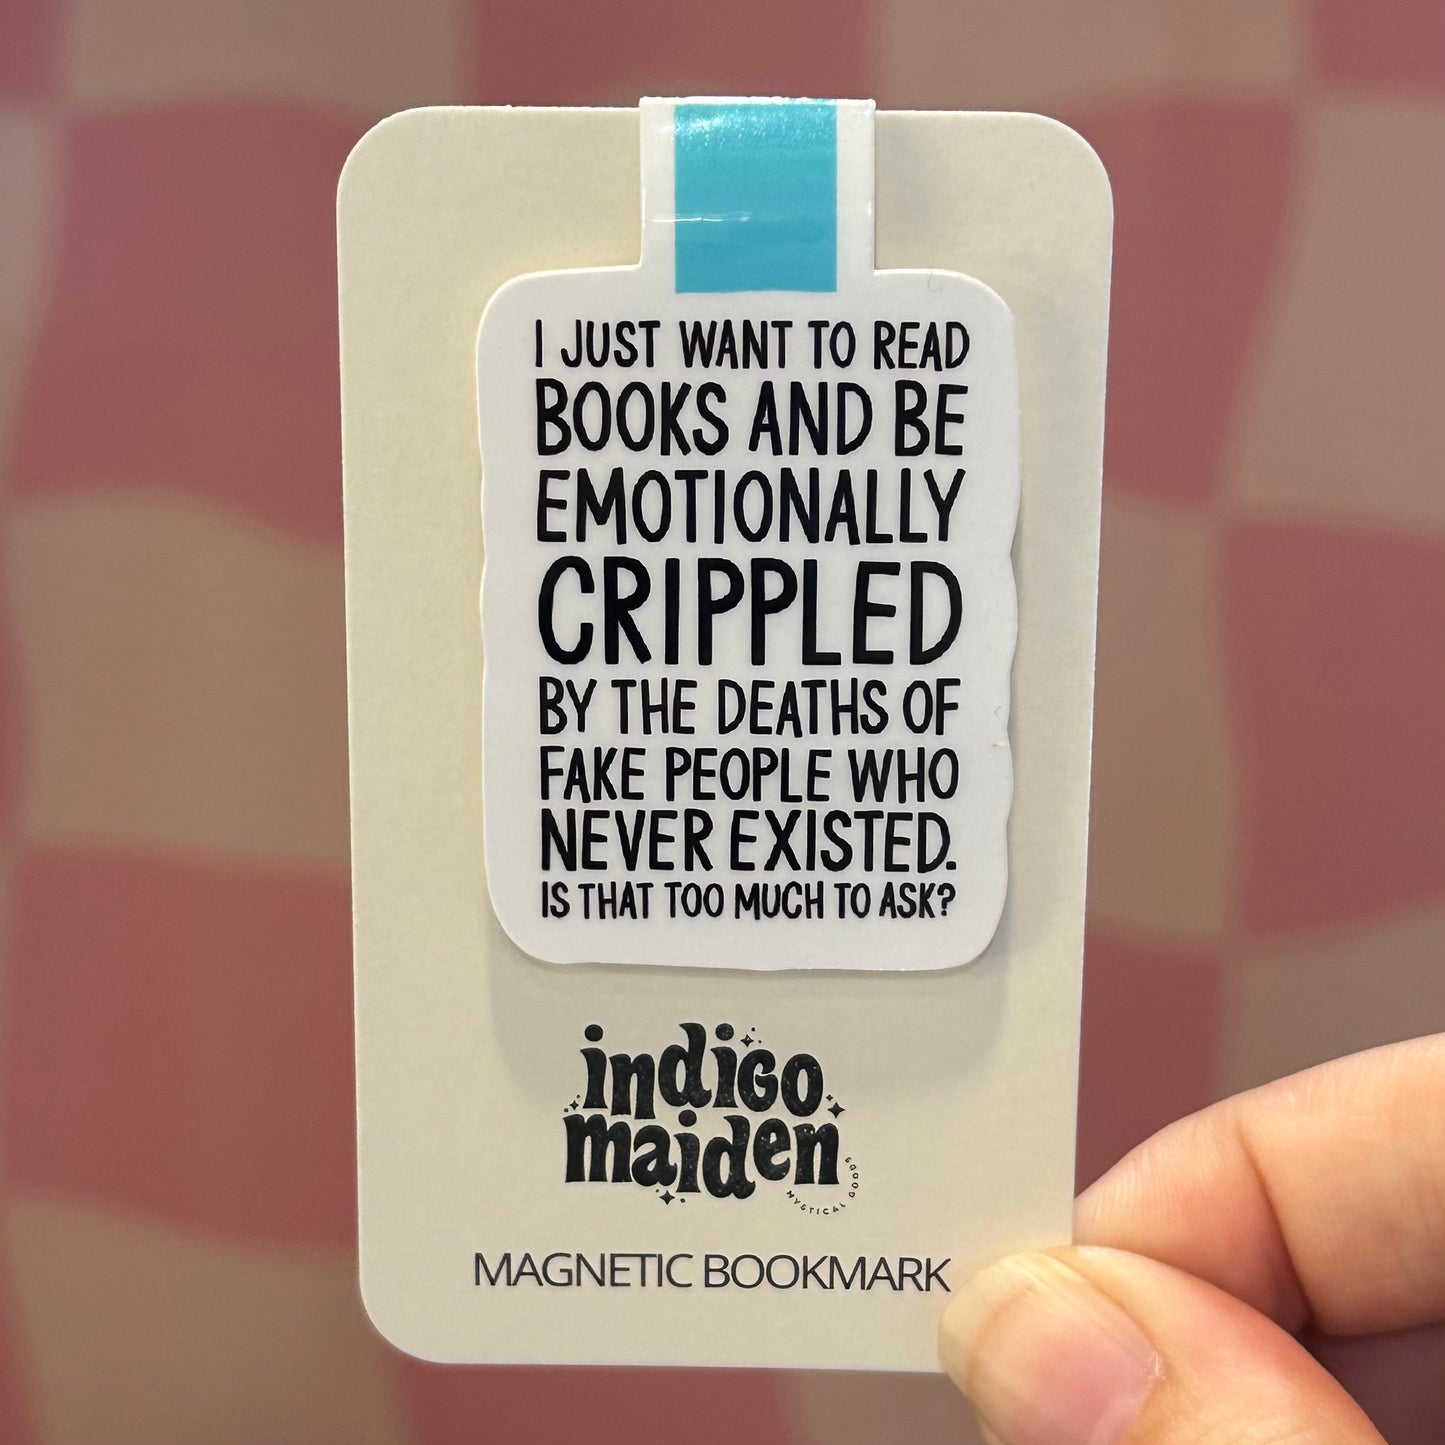 I JUST WANT TO READ
BOOKS AND BE
EMOTIONALLY
CRIPPLED
BY THE DEATHS OF
FAKE PEOPLE WHO
NEVER EXISTED.
IS THAT TOO MUCH TO ASK?
indigo
maiden
MYSTICAL GOODS
MAGNETIC BOOKMARK